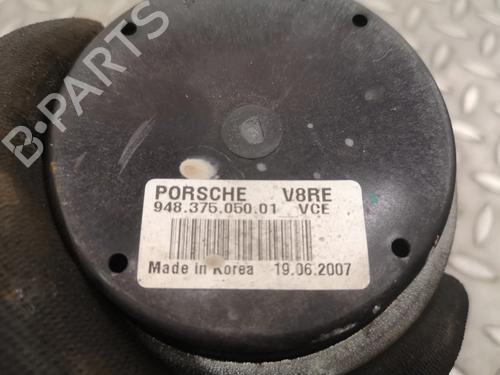 B-PARTS
PORSCHE V8RE
948.375.050.01 VCE
Made in Korea 19.06.2007